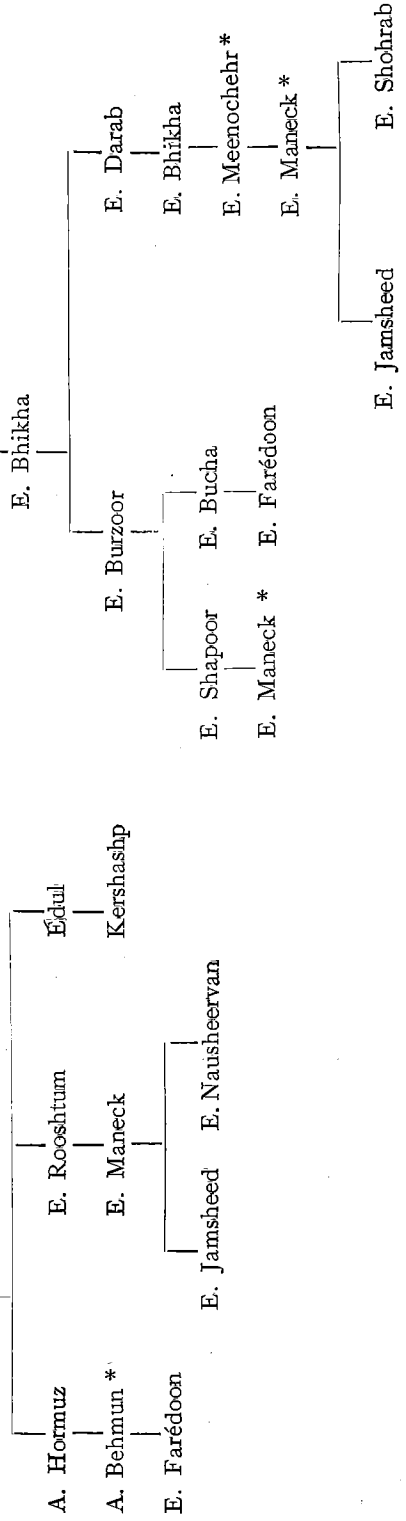 E. Bhikha
E. Burzoor
E. Darab
E. Shapoor
E. Bucha
E. Bhikha
E. Maneck *
E. Farédoon
E. Meenochehr *
E. Maneck *
E. Jamsheed
E. Shohrab
A. Hormuz
E. Rooshtum
Edul
A. Behmun *
E. Maneck
Kershashp
E. Farédoon
E. Jamsheed
E. Nausheervan